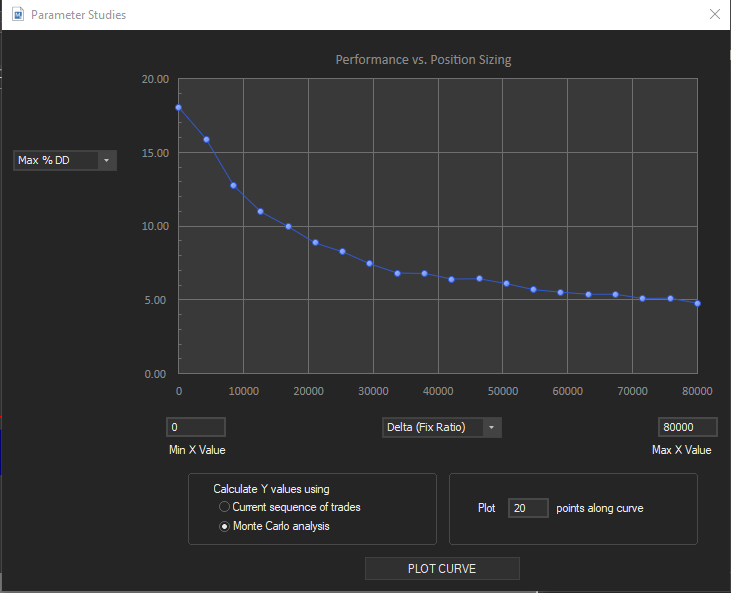 Parameter Studies
Performance vs. Position Sizing
20.00
15.00
10.00
5.00
0.00
Max % DD
0 10000 20000 30000 40000 50000 60000 70000 80000
0 Delta (Fix Ratio) 80000
Min X Value Max X Value
Calculate Y values using
Current sequence of trades
Monte Carlo analysis
Plot 20 points along curve
PLOT CURVE